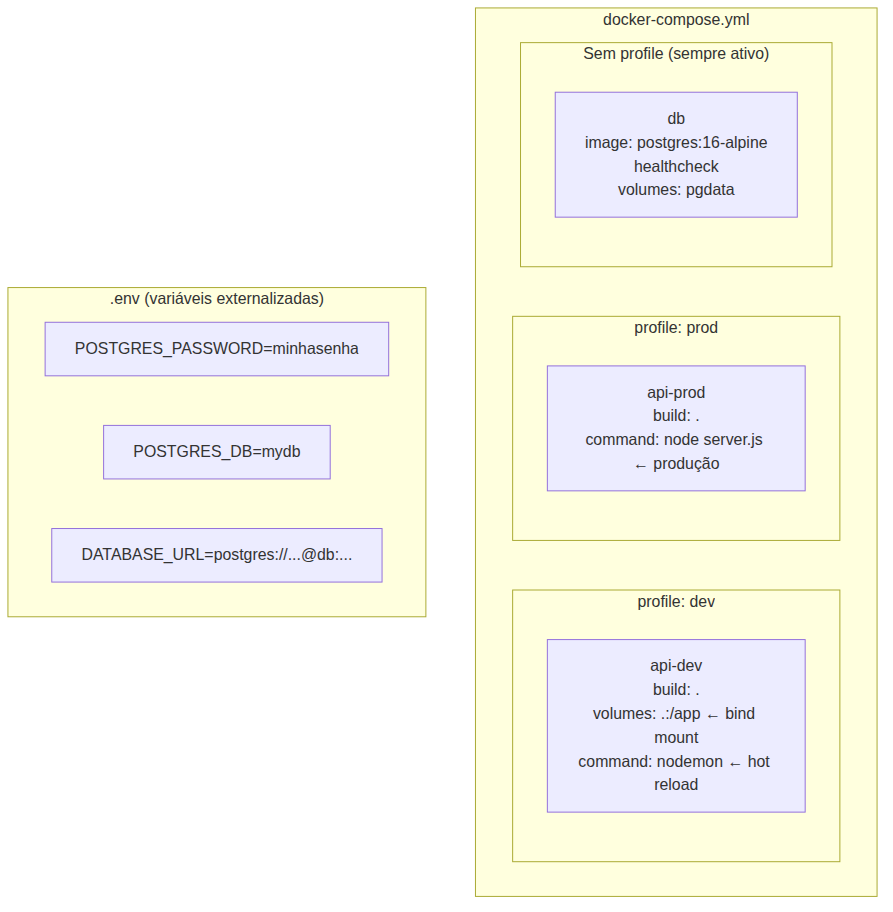 .env (variáveis externalizadas)
POSTGRES_PASSWORD=minhasenha
POSTGRES_DB=mydb
DATABASE_URL=postgres://...@db:...
docker-compose.yml
Sem profile (sempre ativo)
db
image: postgres:16-alpine
healthcheck
volumes: pgdata
profile: prod
api-prod
build: .
command: node server.js
← produção
profile: dev
api-dev
build: .
volumes: .:/app ← bind
mount
command: nodemon ← hot
reload